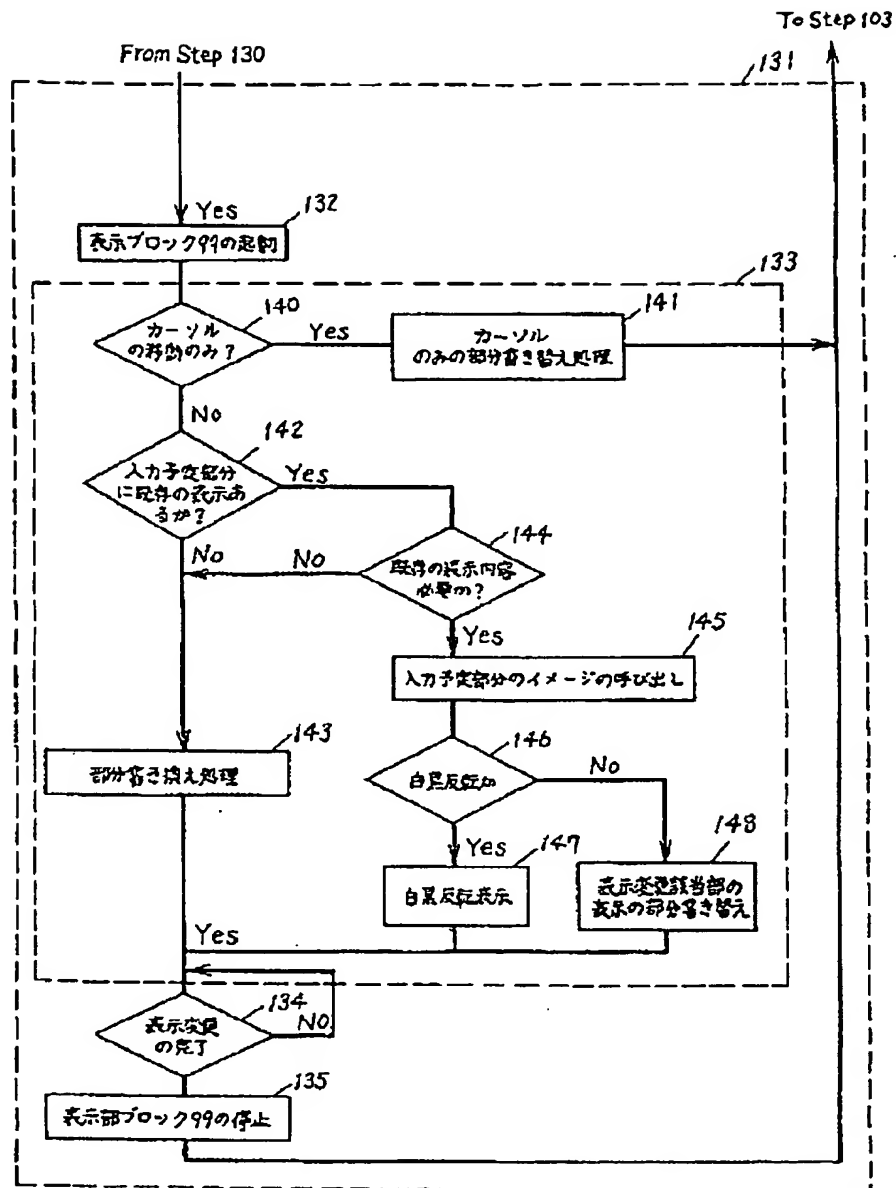 To Step 103
From Step 130
131
Yes
132
表示ブロック99の起動
133
140
カーソル
の移動のみ?
Yes
141
カーソル
のみの部分書き替え処理
No
142
入力予定部分
に既存の表示あ
るか?
Yes
144
No
No
既存の表示内容
必要か?
Yes
145
入力予定部分のイメージの呼び出し
143
部分書き換え処理
146
白黒反転か
No
Yes
147
148
白黒反転表示
表示変更該当部の
表示の部分書き替え
Yes
134
表示変更
の完了
NO
135
表示部ブロック99の停止